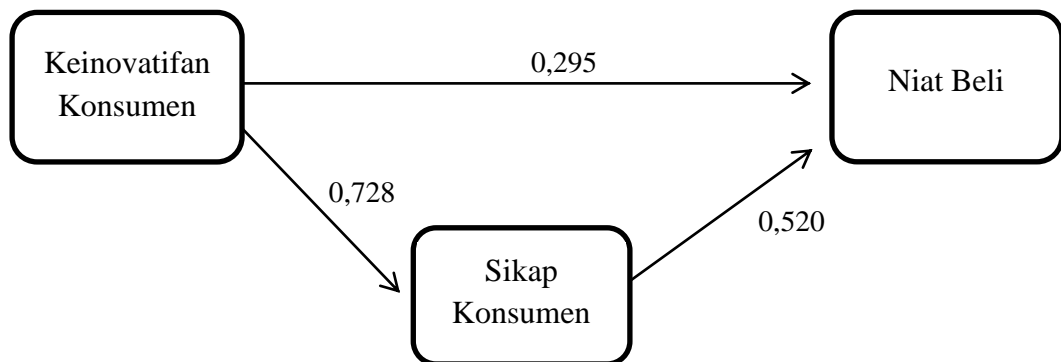 Keinovatifan
Konsumen
0,295
Niat Beli
0,728
0,520
Sikap
Konsumen